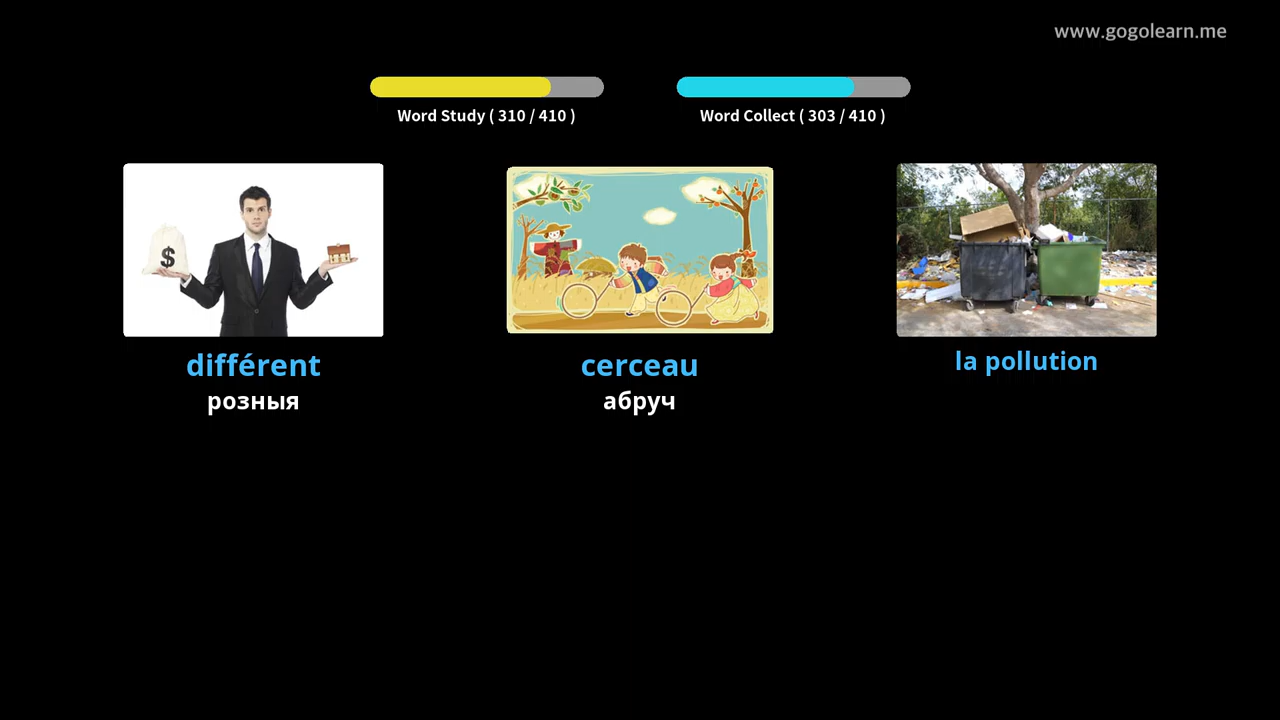 www.gogolearn.me
Word Study ( 310 / 410 )
Word Collect ( 303 / 410 )
$
différent
розныя
cerceau
абруч
la pollution